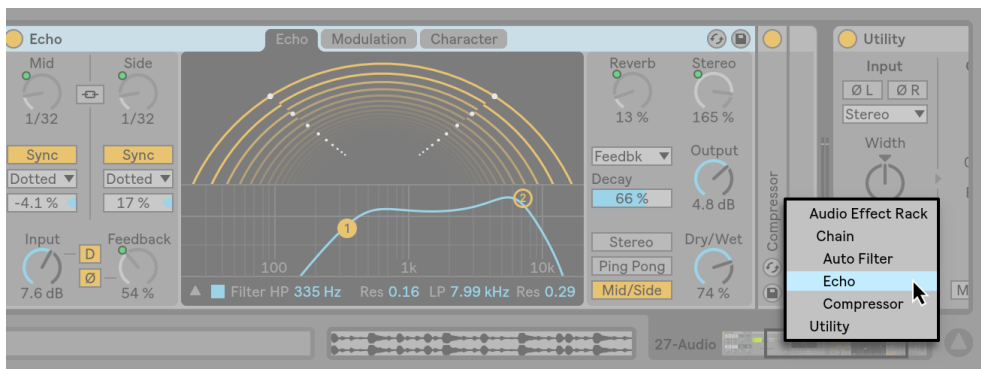 Echo
Echo Modulation Character
Utility
Mid Side
1/32 1/32
Sync Sync
Dotted Dotted
-4.1 % 17 %
Input Feedback
D
Ø
7.6 dB 54 %
1
2
100 1k 10k
Filter HP 335 Hz Res 0.16 LP 7.99 kHz Res 0.29
Reverb Stereo
13 % 165 %
Feedbk
Output
Decay
66 %
4.8 dB
Stereo Dry/Wet
Ping Pong
Mid/Side
74 %
Compressor
Input
Ø L Ø R
Stereo
Width
Audio Effect Rack
Chain
Auto Filter
Echo
Compressor
Utility
M
27-Audio